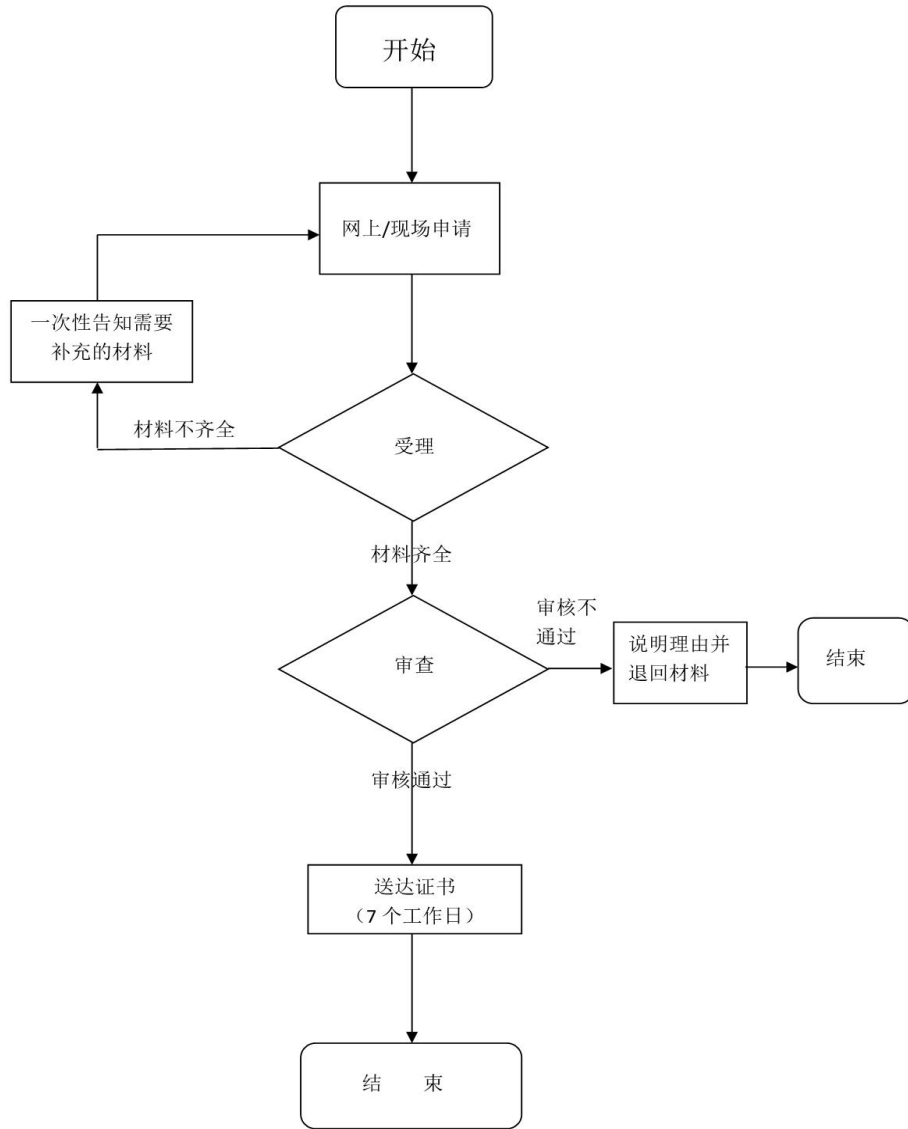 开始
网上/现场申请
一次性告知需要
补充的材料
材料不齐全
受理
材料齐全
审核不
通过
审查
说明理由并
退回材料
结束
审核通过
送达证书
（7 个工作日）
结 束